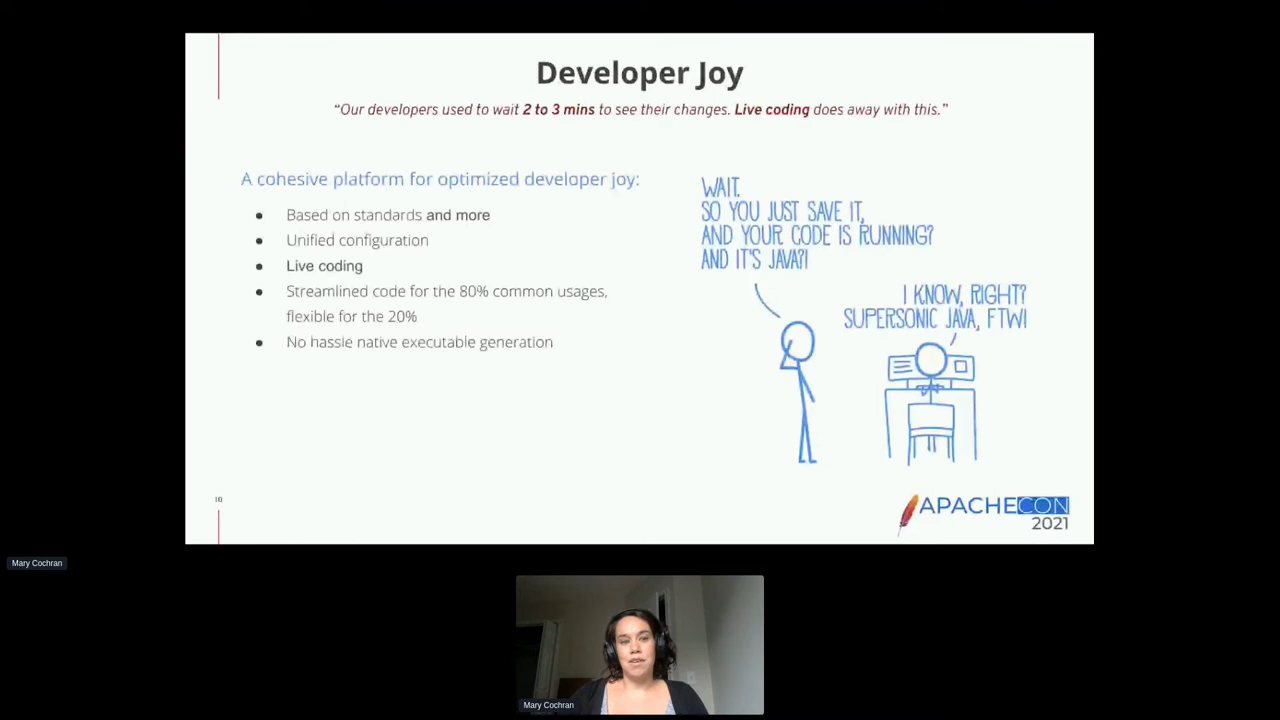 Developer Joy
“Our developers used to wait 2 to 3 mins to see their changes. Live coding does away with this.”
A cohesive platform for optimized developer joy:
● Based on standards and more
● Unified configuration
● Live coding
● Streamlined code for the 80% common usages,
flexible for the 20%
● No hassle native executable generation
WAIT.
SO YOU JUST SAVE IT,
AND YOUR CODE IS RUNNING?
AND IT'S JAVA?!
I KNOW, RIGHT?
SUPERSONIC JAVA, FTW!
10
APACHECON
2021
Mary Cochran
Mary Cochran